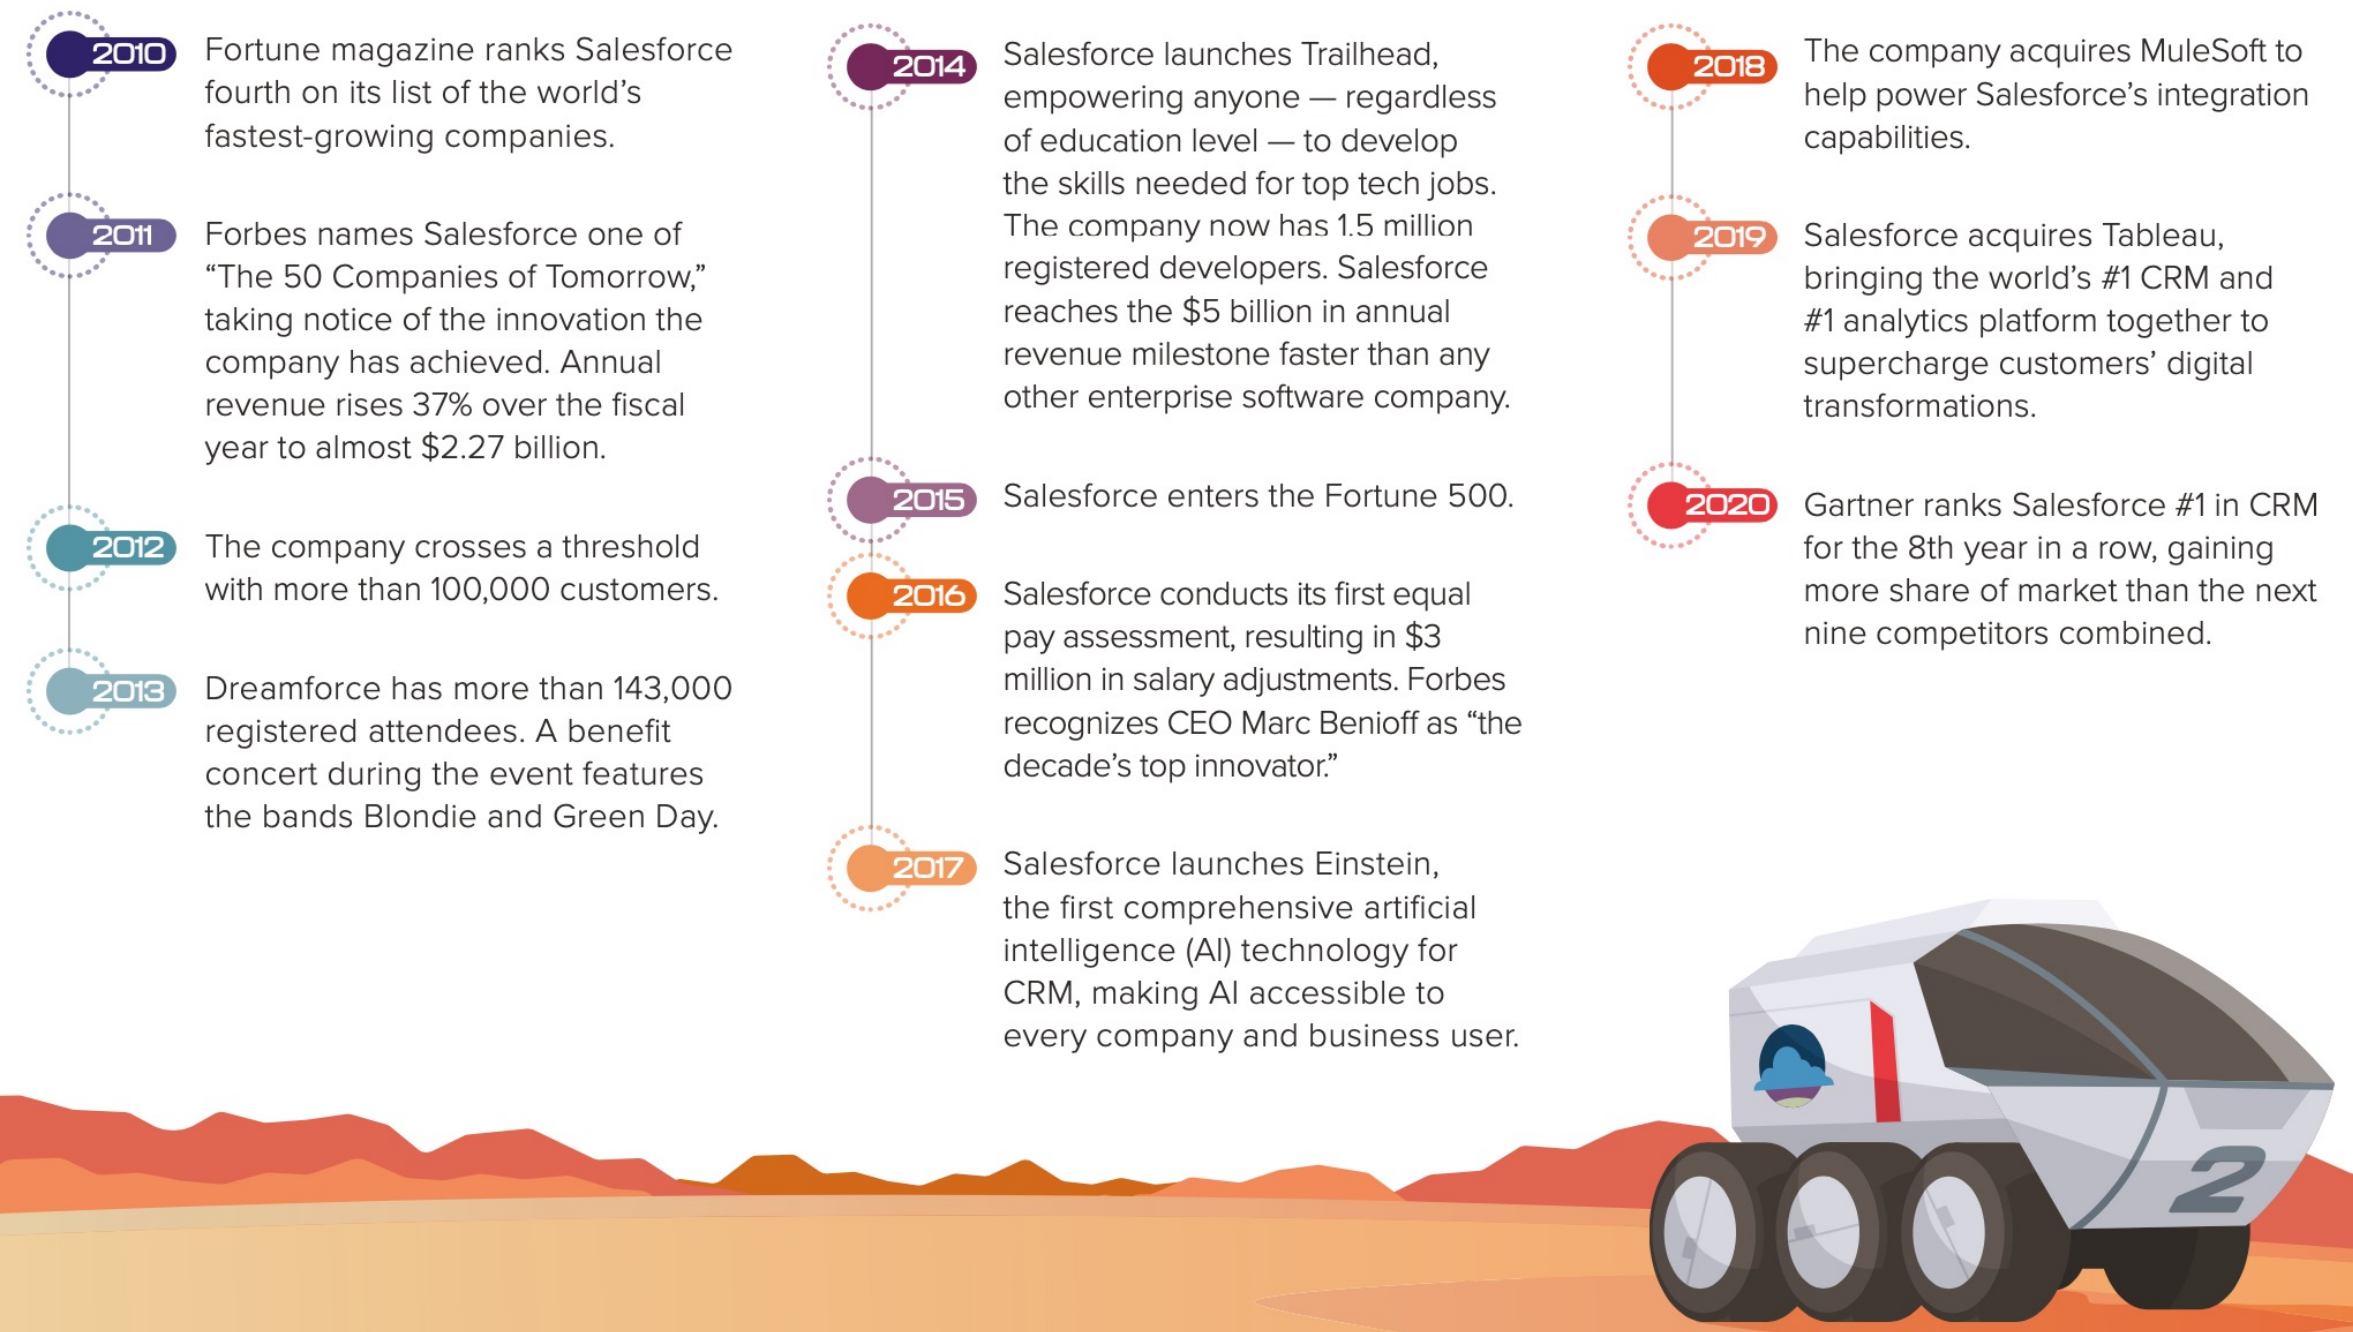 2010
Fortune magazine ranks Salesforce
fourth on its list of the world’s
fastest-growing companies.
2011
Forbes names Salesforce one of
“The 50 Companies of Tomorrow,”
taking notice of the innovation the
company has achieved. Annual
revenue rises 37% over the fiscal
year to almost $2.27 billion.
2012
The company crosses a threshold
with more than 100,000 customers.
2013
Dreamforce has more than 143,000
registered attendees. A benefit
concert during the event features
the bands Blondie and Green Day.
2014
Salesforce launches Trailhead,
empowering anyone — regardless
of education level — to develop
the skills needed for top tech jobs.
The company now has 1.5 million
registered developers. Salesforce
reaches the $5 billion in annual
revenue milestone faster than any
other enterprise software company.
2015
Salesforce enters the Fortune 500.
2016
Salesforce conducts its first equal
pay assessment, resulting in $3
million in salary adjustments. Forbes
recognizes CEO Marc Benioff as “the
decade’s top innovator.”
2017
Salesforce launches Einstein,
the first comprehensive artificial
intelligence (AI) technology for
CRM, making AI accessible to
every company and business user.
2018
The company acquires MuleSoft to
help power Salesforce’s integration
capabilities.
2019
Salesforce acquires Tableau,
bringing the world’s #1 CRM and
#1 analytics platform together to
supercharge customers’ digital
transformations.
2020
Gartner ranks Salesforce #1 in CRM
for the 8th year in a row, gaining
more share of market than the next
nine competitors combined.
2